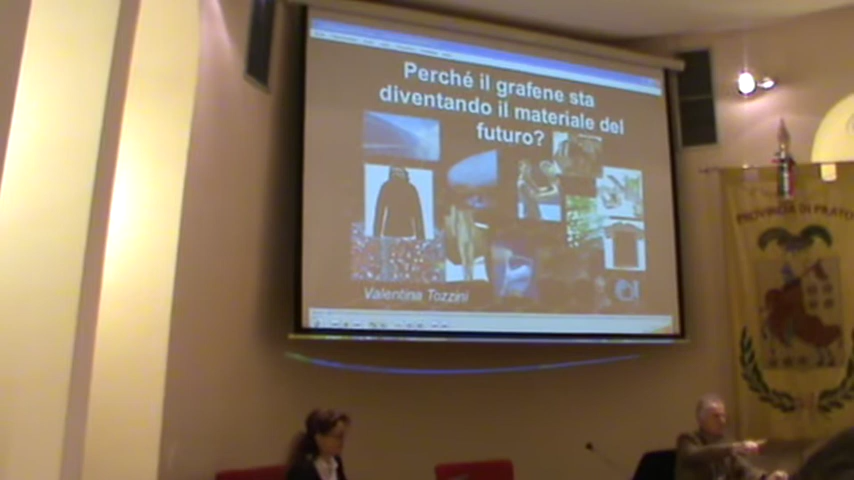 Perché il grafene sta
diventando il materiale del
futuro?
Valentina Tozzini
PROVINCIA DI PRATO